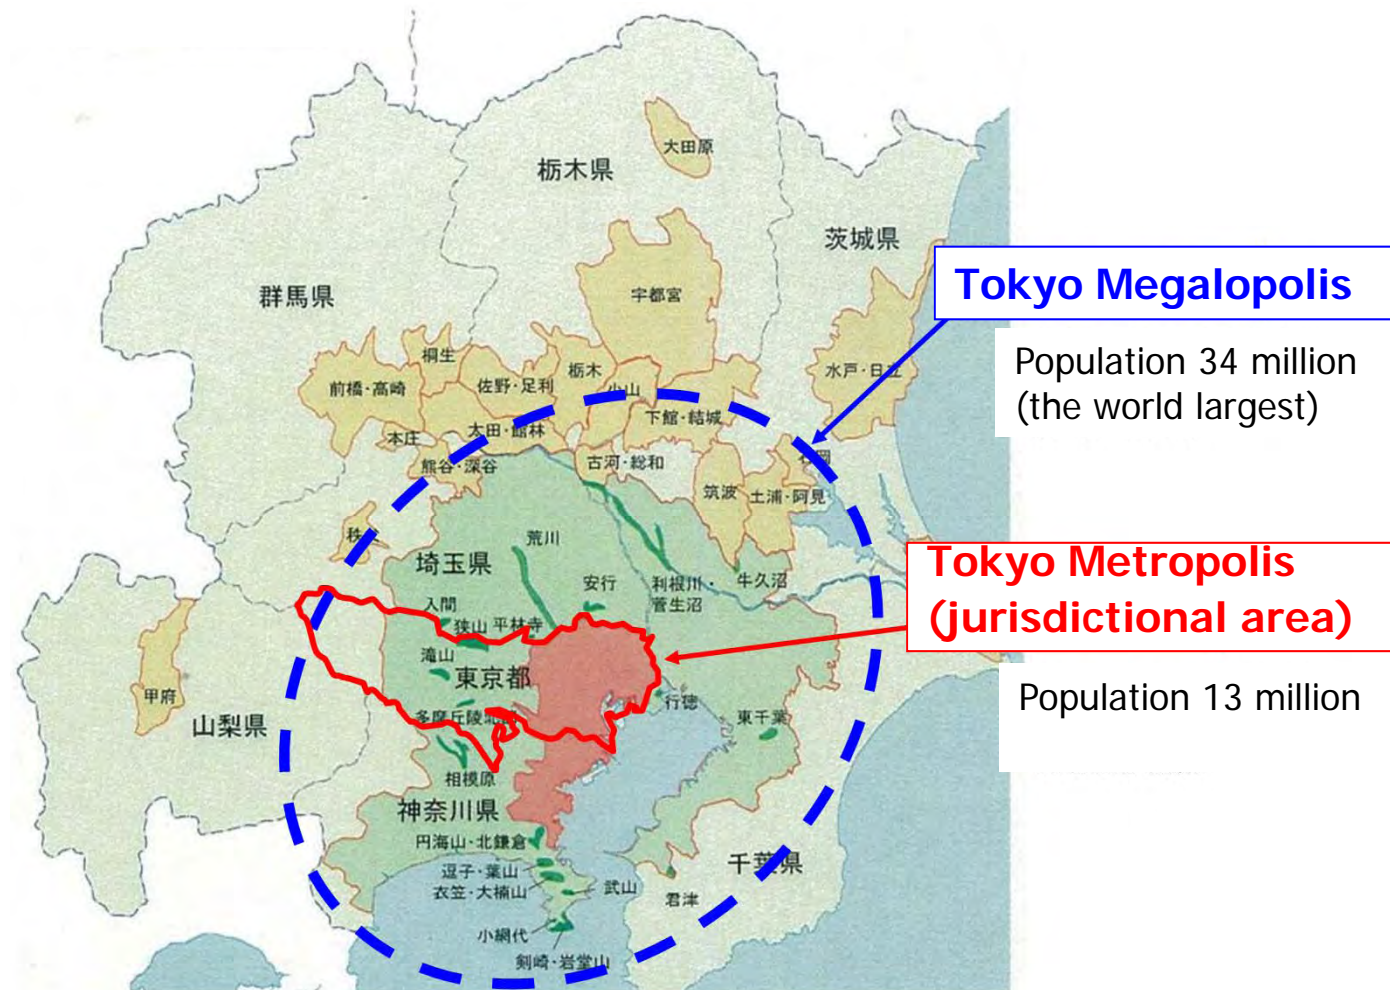 大田原
栃木県
茨城県
Tokyo Megalopolis
群馬県
宇都宮
Population 34 million
(the world largest)
桐生
前橋・高崎
佐野・足利
栃木
小山
水戸・日立
下館・結城
太田・館林
本庄
熊谷・深谷
古河・総和
筑波
土浦・阿見
荒川
埼玉県
安行
利根川・
菅生沼
牛久沼
Tokyo Metropolis
(jurisdictional area)
入間
狭山
平林寺
滝山
東京都
Population 13 million
甲府
山梨県
多摩丘陵北部
行徳
東千葉
相模原
神奈川県
円海山・北鎌倉
逗子・葉山
衣笠・大楠山
武山
千葉県
君津
小網代
剣崎・岩堂山